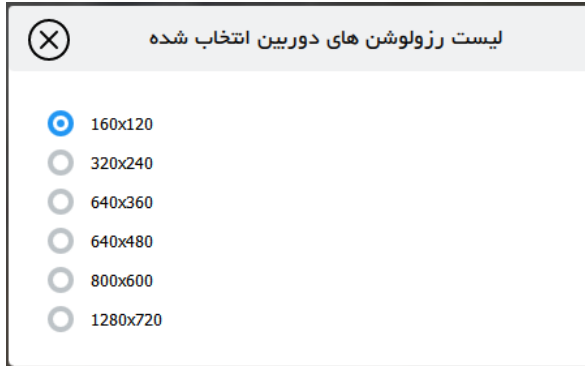 لیست رزولوشن های دوربین انتخاب شده
160x120
320x240
640x360
640x480
800x600
1280x720